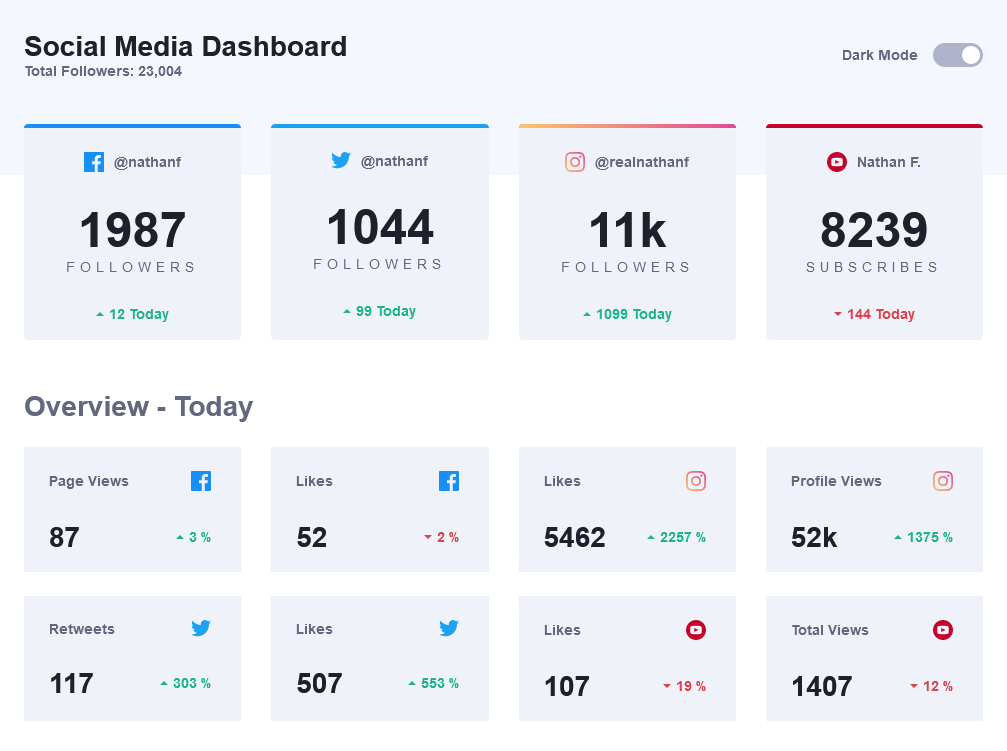 Social Media Dashboard
Total Followers: 23,004
Dark Mode
@nathanf
1987
FOLLOWERS
12 Today
@nathanf
1044
FOLLOWERS
99 Today
@realnathanf
11k
FOLLOWERS
1099 Today
Nathan F.
8239
SUBSCRIBES
144 Today
Overview - Today
Page Views
87
3 %
Likes
52
2 %
Likes
5462
2257 %
Profile Views
52k
1375 %
Retweets
117
303 %
Likes
507
553 %
Likes
107
19 %
Total Views
1407
12 %